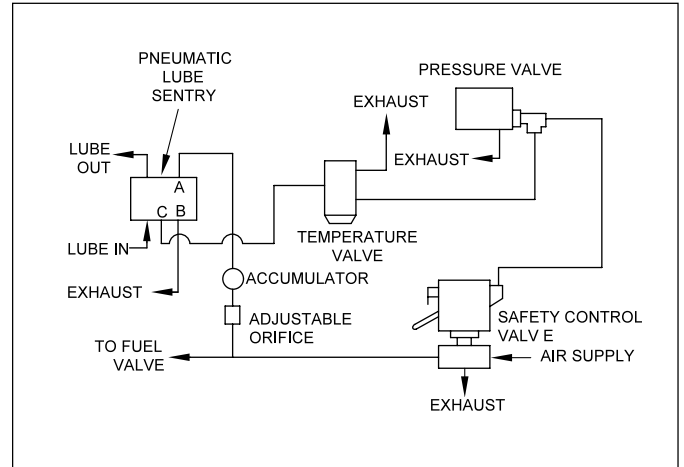 PNEUMATIC
LUBE
SENTRY
PRESSURE VALVE
EXHAUST
LUBE
OUT
EXHAUST
A
C B
LUBE IN
TEMPERATURE
VALVE
EXHAUST
ACCUMULATOR
ADJUSTABLE
ORIFICE
SAFETY CONTROL
VALV E
TO FUEL
VALVE
AIR SUPPLY
EXHAUST